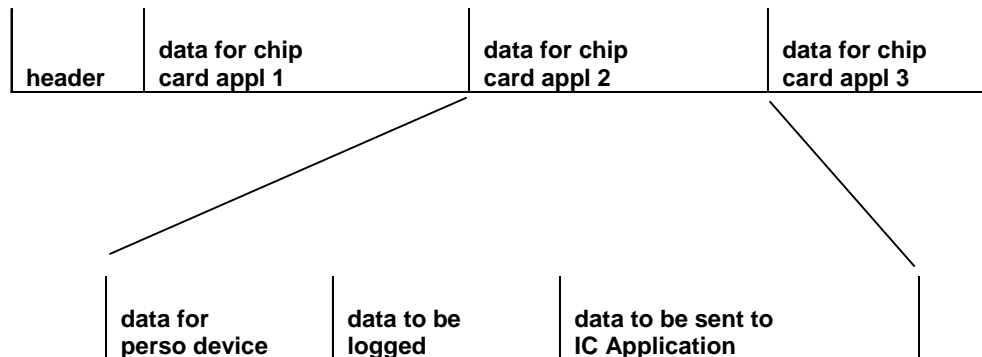 data for chip
card appl 1
data for chip
card appl 2
data for chip
card appl 3
header
data for
perso device
data to be
logged
data to be sent to
IC Application